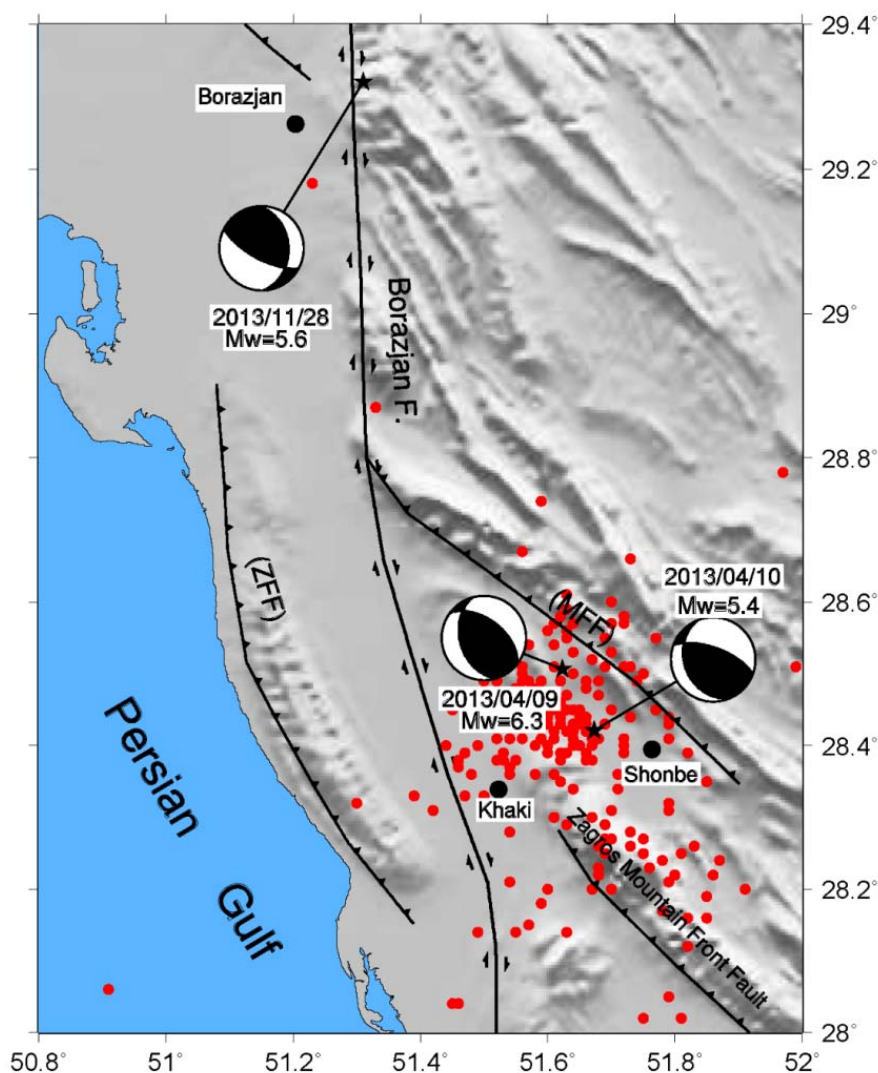 29.4°
Borazjan
29.2°
2013/11/28
Mw=5.6
Borazjan F.
29°
28.8°
(ZFF)
(MFF)
2013/04/10
Mw=5.4
28.6°
2013/04/09
Mw=6.3
Persian
Gulf
28.4°
Shonbe
Khaki
Zagros Mountain Front Fault
28.2°
28°
50.8° 51° 51.2° 51.4° 51.6° 51.8° 52°